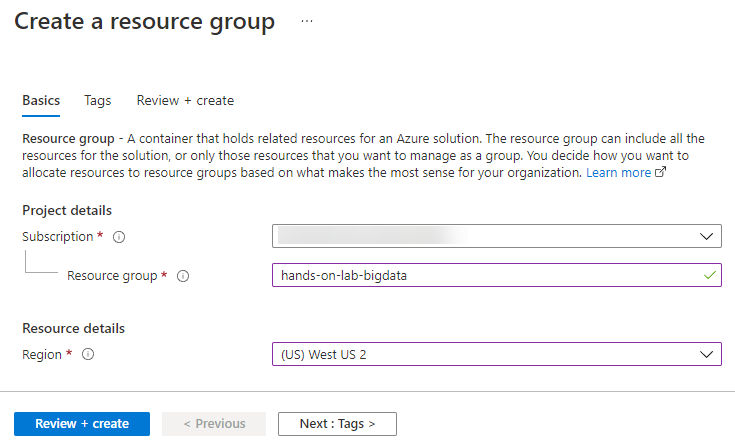 Create a resource group ...
Basics Tags Review + create
Resource group - A container that holds related resources for an Azure solution. The resource group can include all the
resources for the solution, or only those resources that you want to manage as a group. You decide how you want to
allocate resources to resource groups based on what makes the most sense for your organization. Learn more
Project details
Subscription *
Resource group * hands-on-lab-bigdata
Resource details
Region * (US) West US 2
Review + create < Previous Next : Tags >